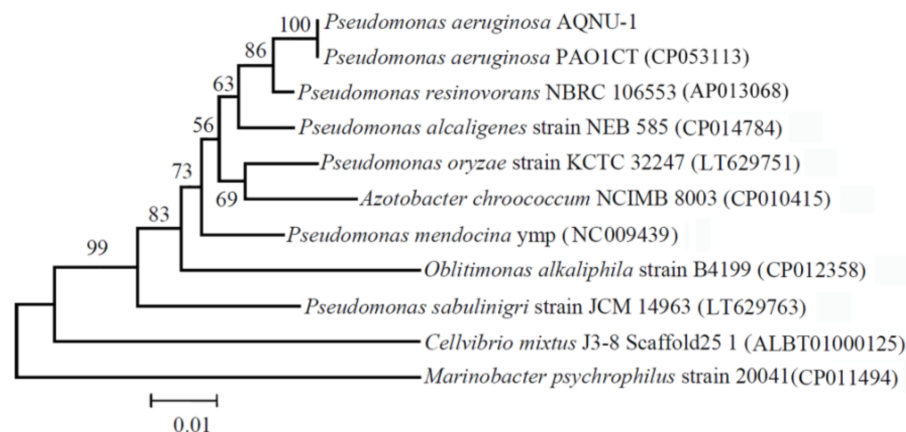 100
Pseudomonas aeruginosa AQNU-1
Pseudomonas aeruginosa PAO1CT (CP053113)
86
Pseudomonas resinovorans NBRC 106553 (AP013068)
63
Pseudomonas alcaligenes strain NEB 585 (CP014784)
56
Pseudomonas oryzae strain KCTC 32247 (LT629751)
73
69
Azotobacter chroococcum NCIMB 8003 (CP010415)
83
Pseudomonas mendocina ymp (NC009439)
99
Oblitimonas alkaliphila strain B4199 (CP012358)
Pseudomonas sabulinigri strain JCM 14963 (LT629763)
Cellvibrio mixtus J3-8 Scaffold25 1 (ALBT01000125)
Marinobacter psychrophilus strain 20041(CP011494)
0.01